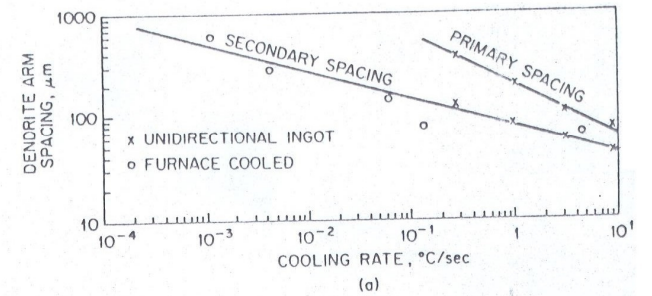 1000
100
10
DENDRITE ARM
SPACING, μm
SECONDARY SPACING
PRIMARY SPACING
x UNIDIRECTIONAL INGOT
o FURNACE COOLED
10⁻⁴ 10⁻³ 10⁻² 10⁻¹ 1 10¹
COOLING RATE, °C/sec
(a)